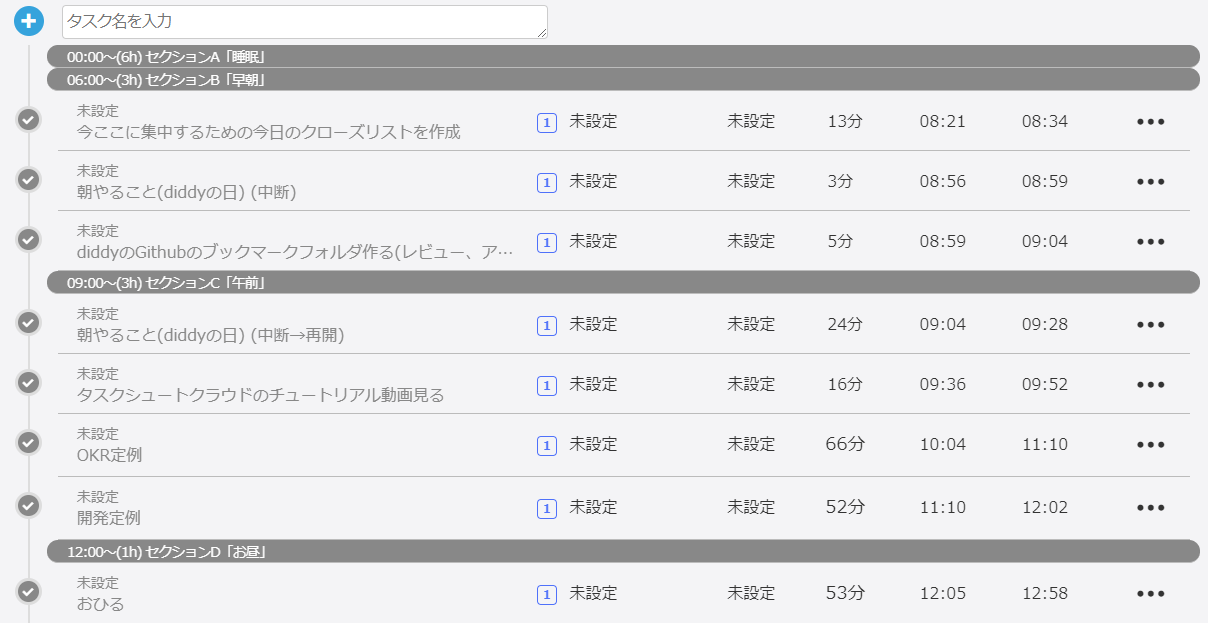 タスク名を入力
00:00〜(6h) セクションA「睡眠」
06:00〜(3h) セクションB「早朝」
未設定
今ここに集中するための今日のクローズリストを作成 1 未設定 未設定 13分 08:21 08:34
未設定
朝やること(diddyの日) (中断) 1 未設定 未設定 3分 08:56 08:59
未設定
diddyのGithubのブックマークフォルダ作る(レビュー、ア… 1 未設定 未設定 5分 08:59 09:04
09:00〜(3h) セクションC「午前」
未設定
朝やること(diddyの日) (中断→再開) 1 未設定 未設定 24分 09:04 09:28
未設定
タスクシュートクラウドのチュートリアル動画見る 1 未設定 未設定 16分 09:36 09:52
未設定
OKR定例 1 未設定 未設定 66分 10:04 11:10
未設定
開発定例 1 未設定 未設定 52分 11:10 12:02
12:00〜(1h) セクションD「お昼」
未設定
おひる 1 未設定 未設定 53分 12:05 12:58